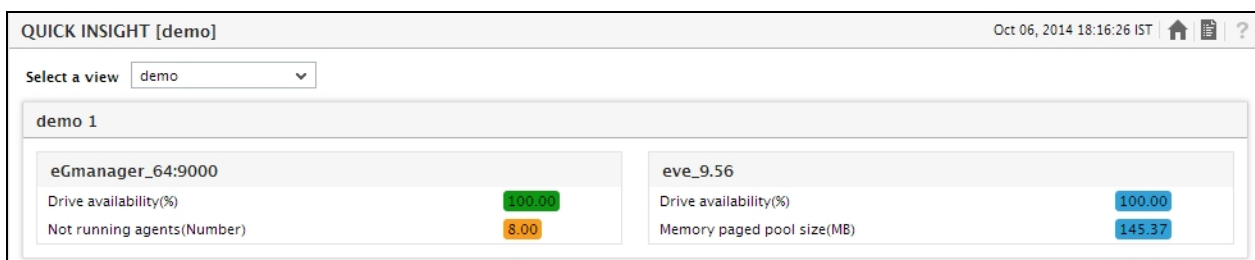 QUICK INSIGHT [demo]
Oct 06, 2014 18:16:26 IST
?
Select a view demo
demo 1
eGmanager_64:9000
Drive availability(%) 100.00
Not running agents(Number) 8.00
eve_9.56
Drive availability(%) 100.00
Memory paged pool size(MB) 145.37